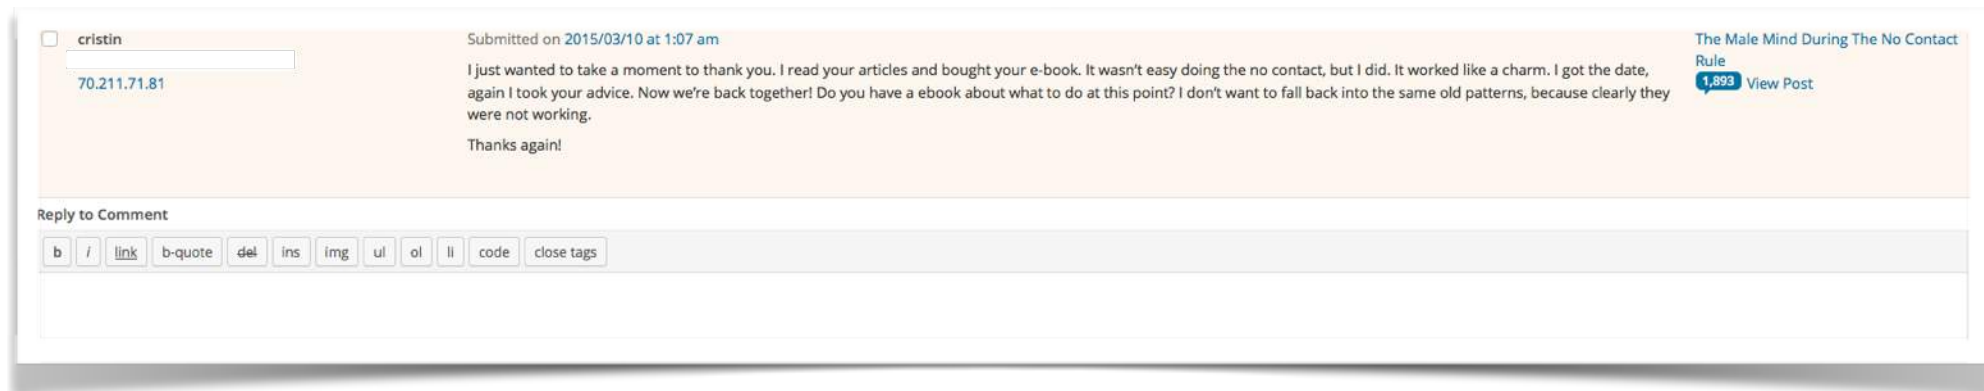 cristin
70.211.71.81
Submitted on 2015/03/10 at 1:07 am
I just wanted to take a moment to thank you. I read your articles and bought your e-book. It wasn't easy doing the no contact, but I did. It worked like a charm. I got the date,
again I took your advice. Now we're back together! Do you have a ebook about what to do at this point? I don't want to fall back into the same old patterns, because clearly they
were not working.
Thanks again!
The Male Mind During The No Contact
Rule
1,893 View Post
Reply to Comment
b i link b-quote del ins img ul ol li code close tags